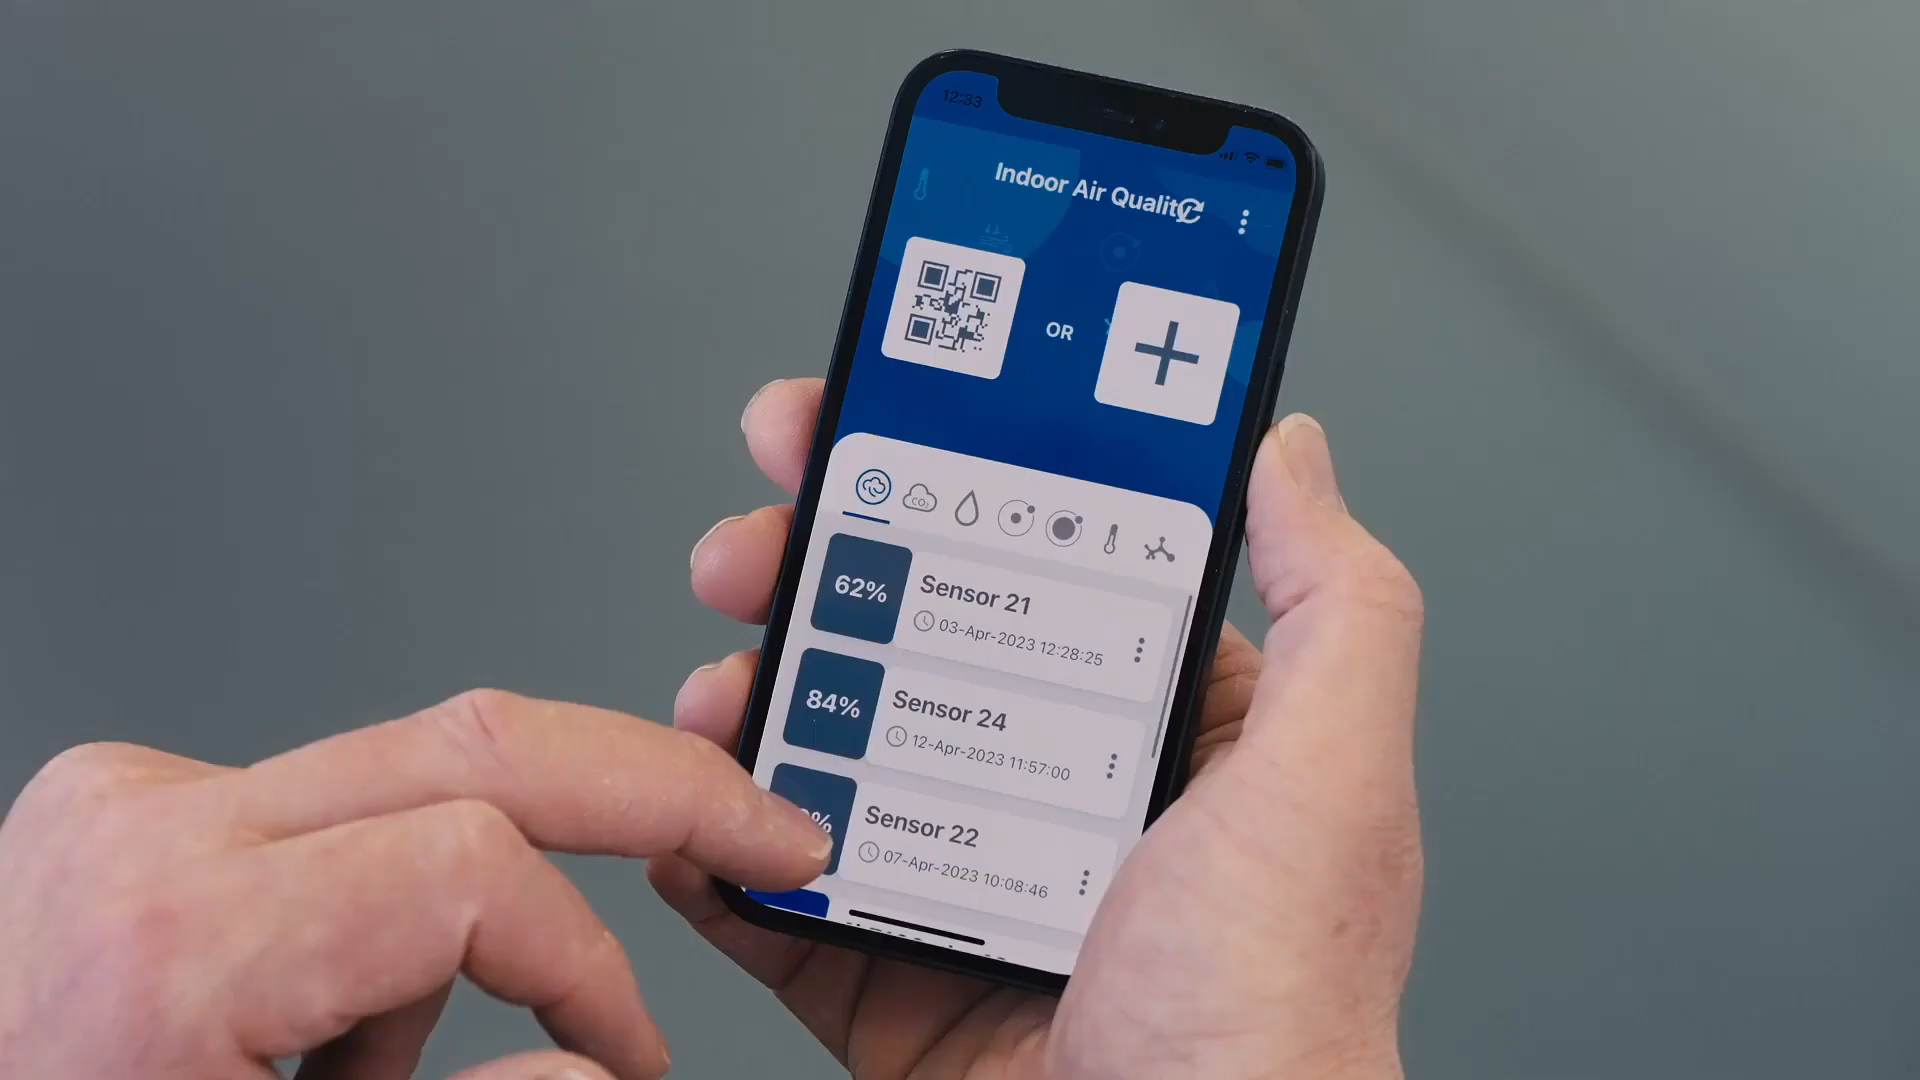 12:33
Indoor Air Quality
OR
CO₂
62%
Sensor 21
03-Apr-2023 12:28:25
84%
Sensor 24
12-Apr-2023 11:57:00
Sensor 22
07-Apr-2023 10:08:46